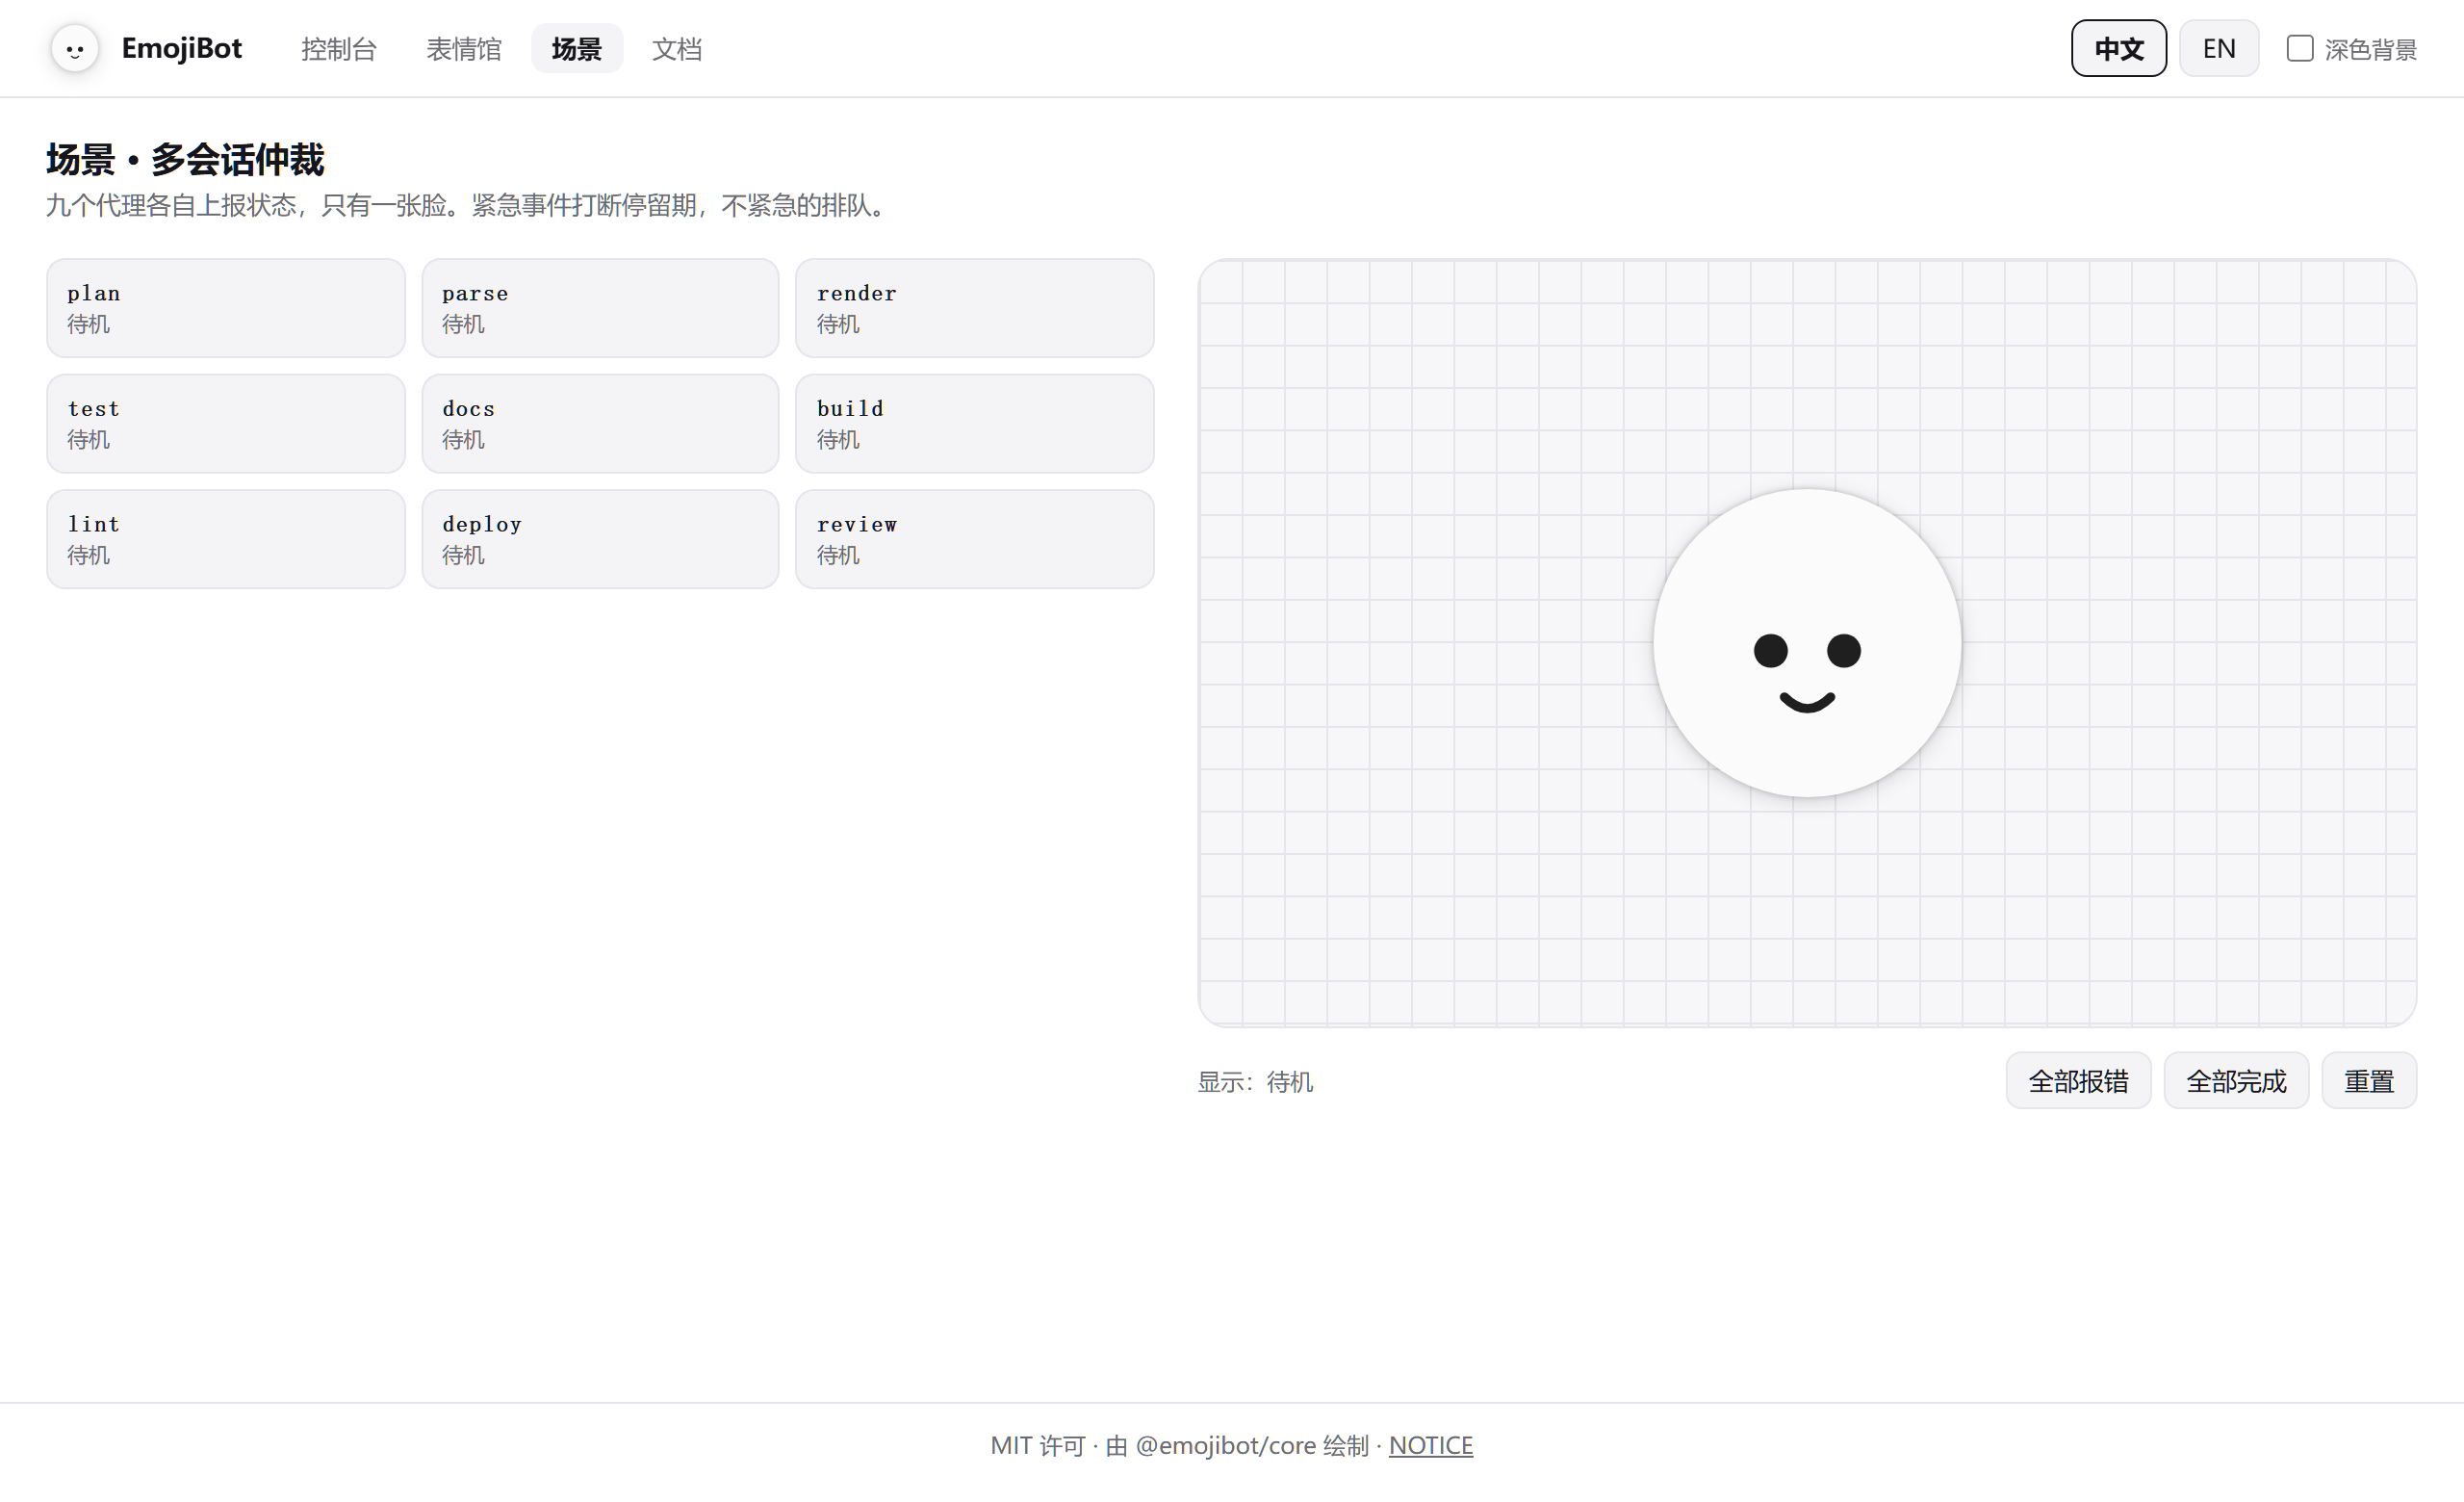 EmojiBot 控制台 表情馆 场景 文档 中文 EN 深色背景
场景 · 多会话仲裁
九个代理各自上报状态，只有一张脸。紧急事件打断停留期，不紧急的排队。
plan
待机
parse
待机
render
待机
test
待机
docs
待机
build
待机
lint
待机
deploy
待机
review
待机
显示：待机 全部报错 全部完成 重置
MIT 许可 · 由 @emojibot/core 绘制 · NOTICE